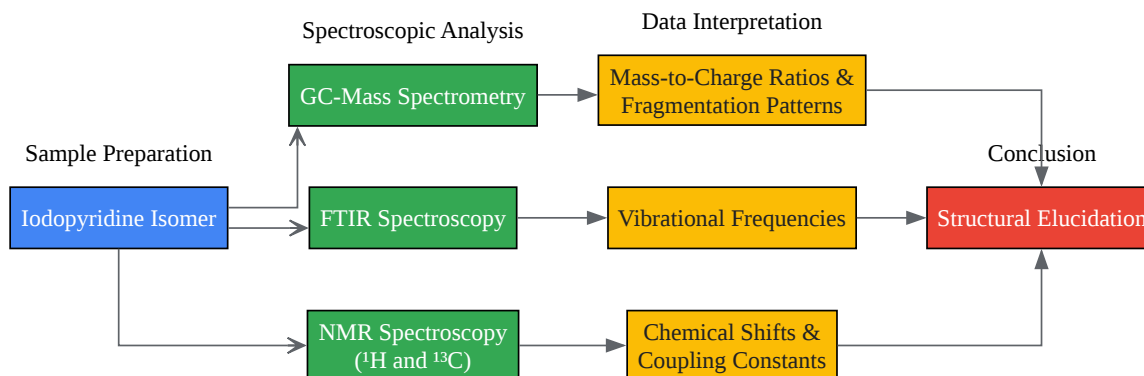 Spectroscopic Analysis
Data Interpretation
GC-Mass Spectrometry
Mass-to-Charge Ratios &
Fragmentation Patterns
Sample Preparation
Conclusion
Iodopyridine Isomer
FTIR Spectroscopy
Vibrational Frequencies
Structural Elucidation
NMR Spectroscopy
(¹H and ¹³C)
Chemical Shifts &
Coupling Constants